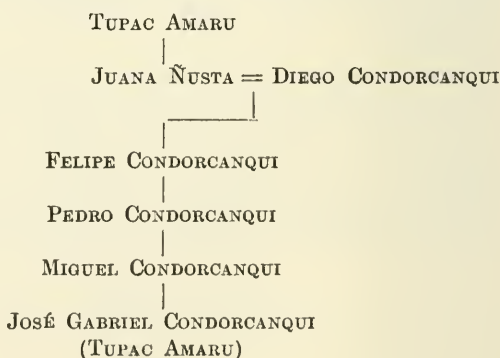 Tupac Amaru
Juana Ñusta = Diego Condorcanqui
Felipe Condorcanqui
Pedro Condorcanqui
Miguel Condorcanqui
José Gabriel Condorcanqui
(Tupac Amaru)